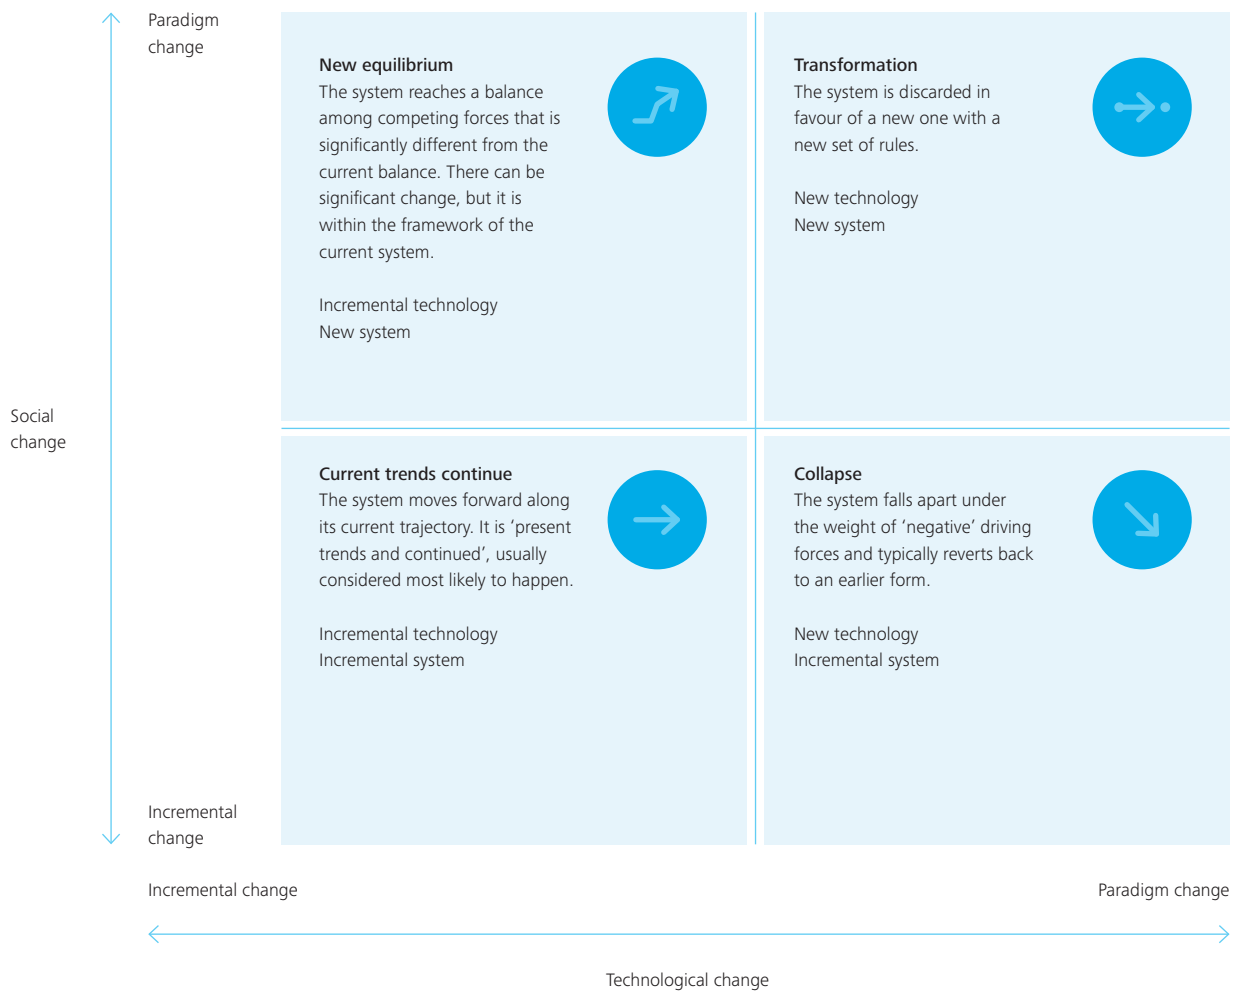 Paradigm
change
New equilibrium
The system reaches a balance
among competing forces that is
significantly different from the
current balance. There can be
significant change, but it is
within the framework of the
current system.
Incremental technology
New system
Transformation
The system is discarded in
favour of a new one with a
new set of rules.
New technology
New system
Social
change
Current trends continue
The system moves forward along
its current trajectory. It is ‘present
trends and continued’, usually
considered most likely to happen.
Incremental technology
Incremental system
Collapse
The system falls apart under
the weight of ‘negative’ driving
forces and typically reverts back
to an earlier form.
New technology
Incremental system
Incremental
change
Incremental change
Paradigm change
Technological change